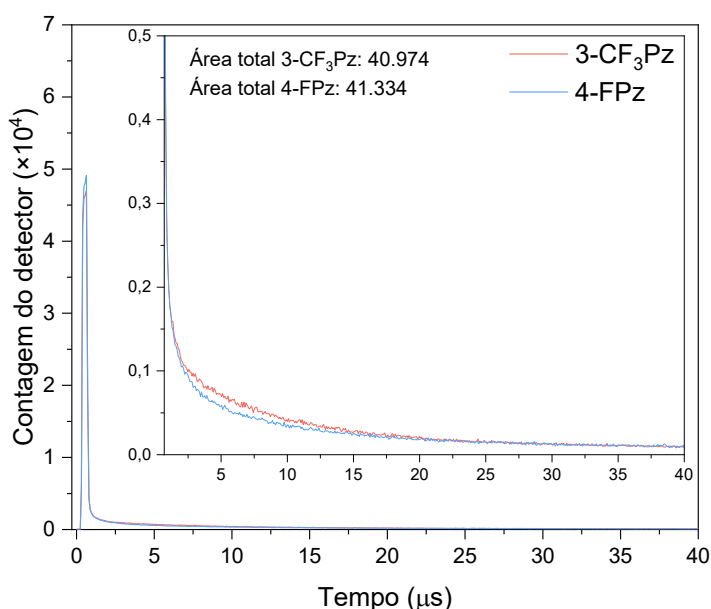 Área total 3-CF₃Pz: 40.974
Área total 4-FPz: 41.334
3-CF₃Pz
4-FPz
Contagem do detector (×10⁴)
7
6
5
4
3
2
1
0
0,5
0,4
0,3
0,2
0,1
0,0
5 10 15 20 25 30 35 40
0 5 10 15 20 25 30 35 40
Tempo (μs)